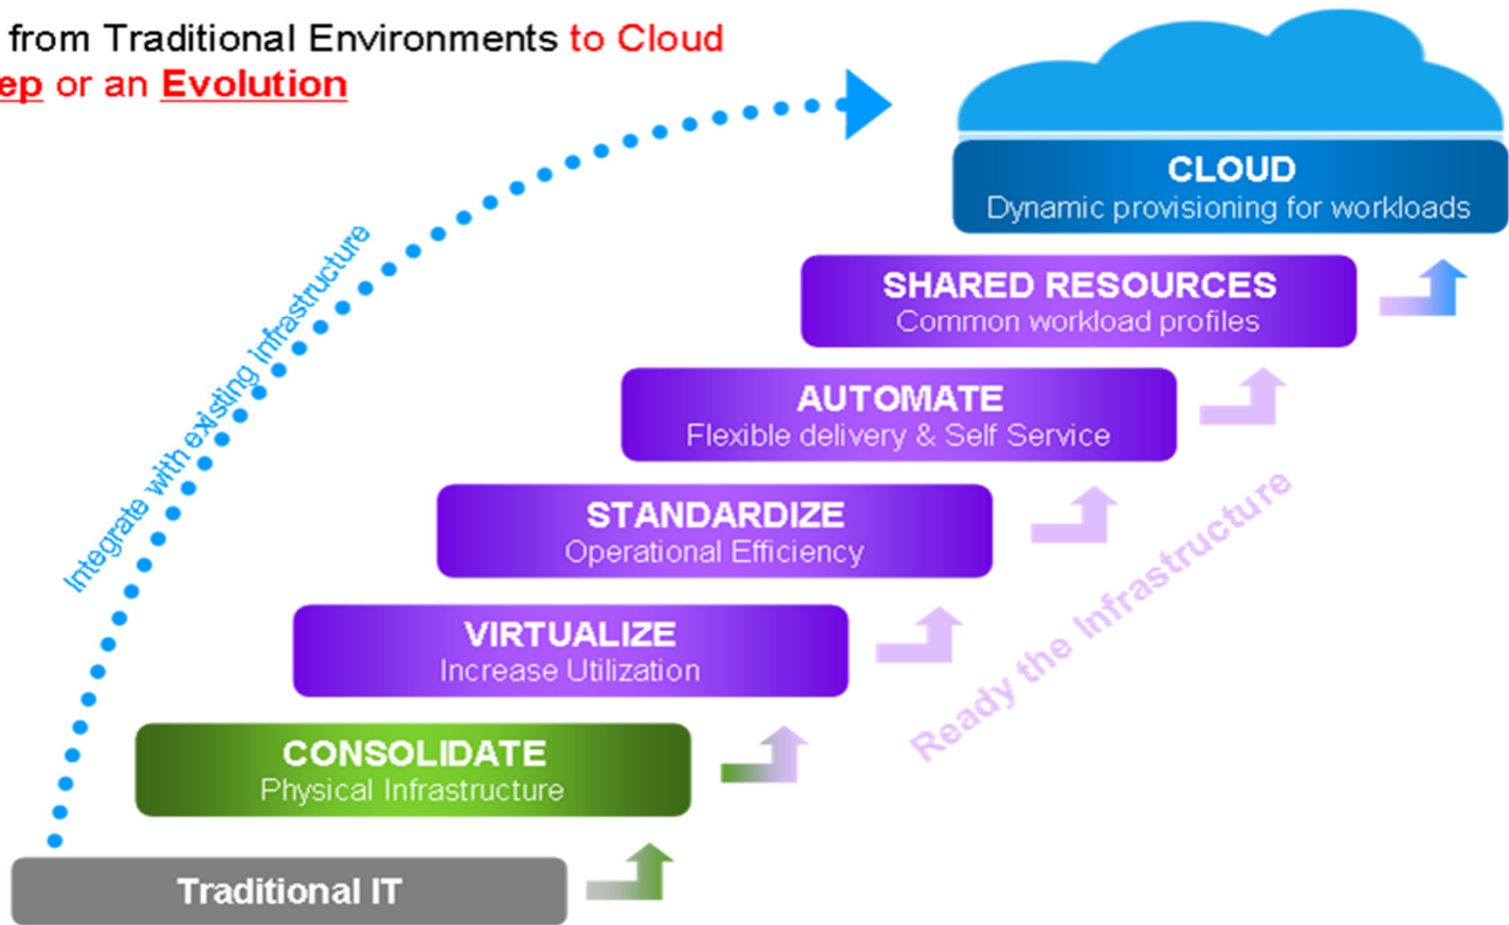 from Traditional Environments to Cloud
ep or an Evolution
CLOUD
Dynamic provisioning for workloads
SHARED RESOURCES
Common workload profiles
AUTOMATE
Flexible delivery & Self Service
STANDARDIZE
Operational Efficiency
VIRTUALIZE
Increase Utilization
CONSOLIDATE
Physical Infrastructure
Traditional IT
Integrate with existing infrastructure
Ready the Infrastructure